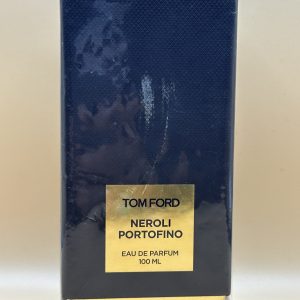 TOM FORD
NEROLI
PORTOFINO
EAU DE PARFUM
100 ML